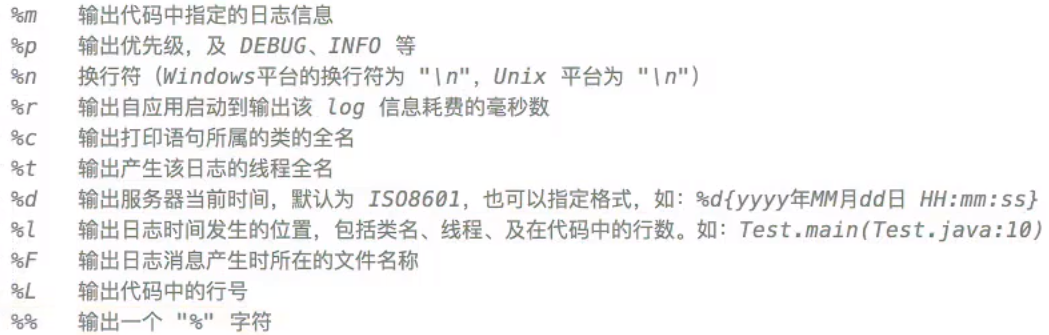 %m 输出代码中指定的日志信息
%p 输出优先级，及 DEBUG、INFO 等
%n 换行符（Windows平台的换行符为 "\n"，Unix 平台为 "\n"）
%r 输出自应用启动到输出该 log 信息耗费的毫秒数
%c 输出打印语句所属的类的全名
%t 输出产生该日志的线程全名
%d 输出服务器当前时间，默认为 ISO8601，也可以指定格式，如：%d{yyyy年MM月dd日 HH:mm:ss}
%l 输出日志时间发生的位置，包括类名、线程、及在代码中的行数。如：Test.main(Test.java:10)
%F 输出日志消息产生时所在的文件名称
%L 输出代码中的行号
%% 输出一个 "%" 字符